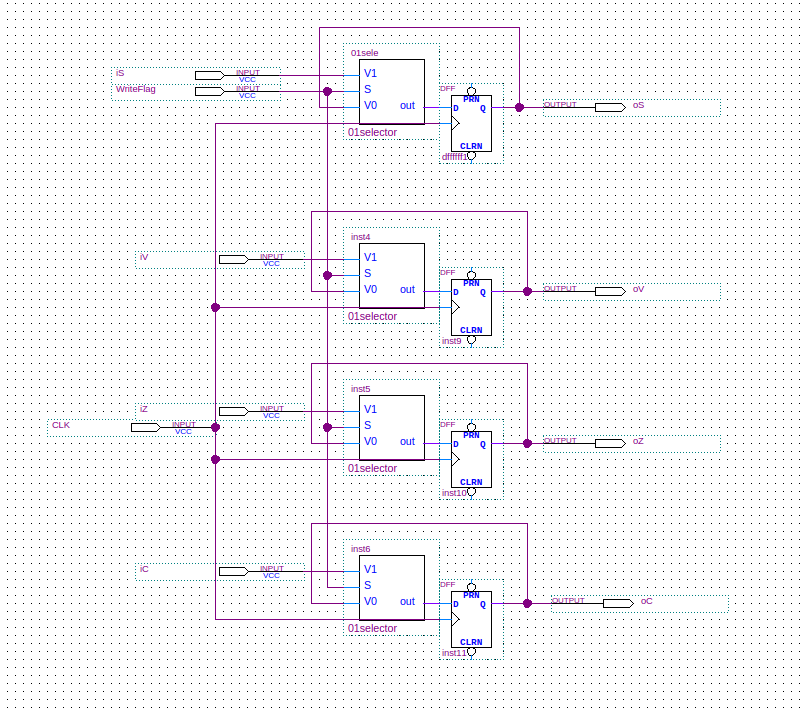 01sele
iS INPUT VCC
V1
WriteFlag INPUT VCC
S
V0 out
01selector
DFF
PRN
D Q
CLRN
dffffff1
OUTPUT oS
inst4
iV INPUT VCC
V1
S
V0 out
01selector
DFF
PRN
D Q
CLRN
inst9
OUTPUT oV
inst5
iZ INPUT VCC
V1
CLK INPUT VCC
S
V0 out
01selector
DFF
PRN
D Q
CLRN
inst10
OUTPUT oZ
inst6
iC INPUT VCC
V1
S
V0 out
01selector
DFF
PRN
D Q
CLRN
inst11
OUTPUT oC